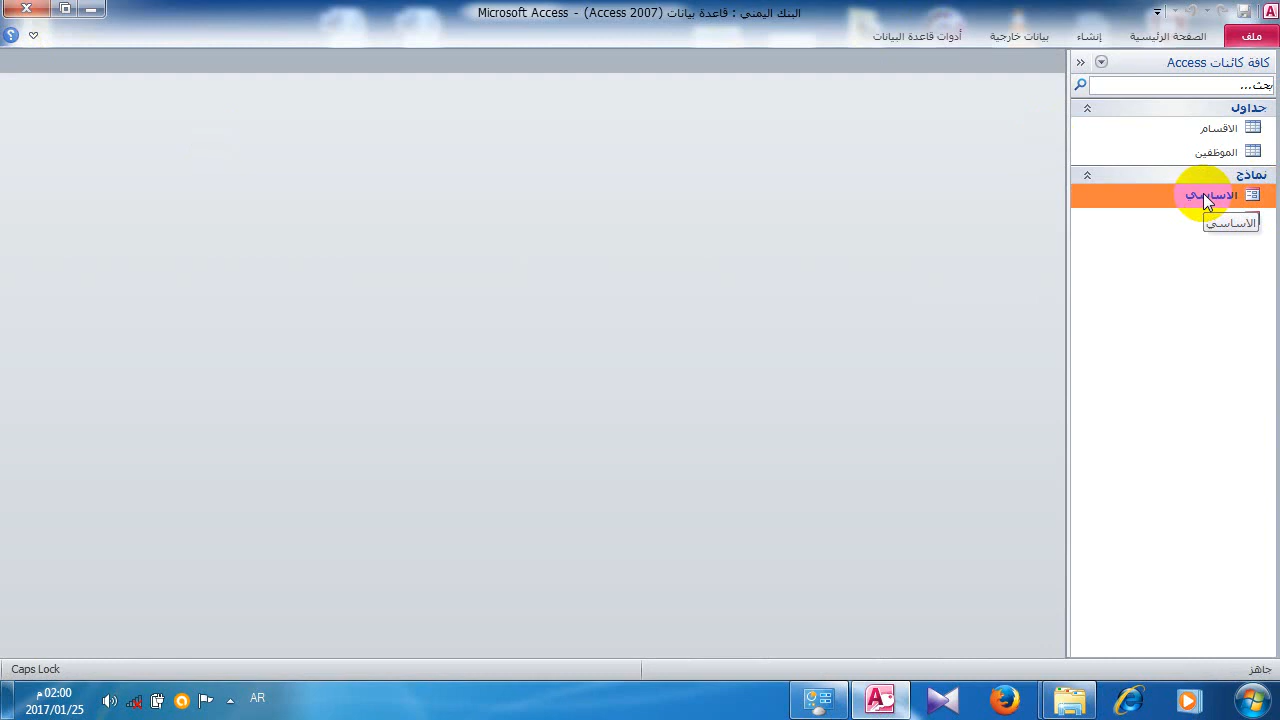 البنك اليمني : قاعدة بيانات (Access 2007) - Microsoft Access
ملف
الصفحة الرئيسية
إنشاء
بيانات خارجية
أدوات قاعدة البيانات
كافة كائنات Access
بحث...
جداول
الاقسام
الموظفين
نماذج
الاساسي
الاساسي
جاهز
Caps Lock
AR
02:00 م
2017/01/25